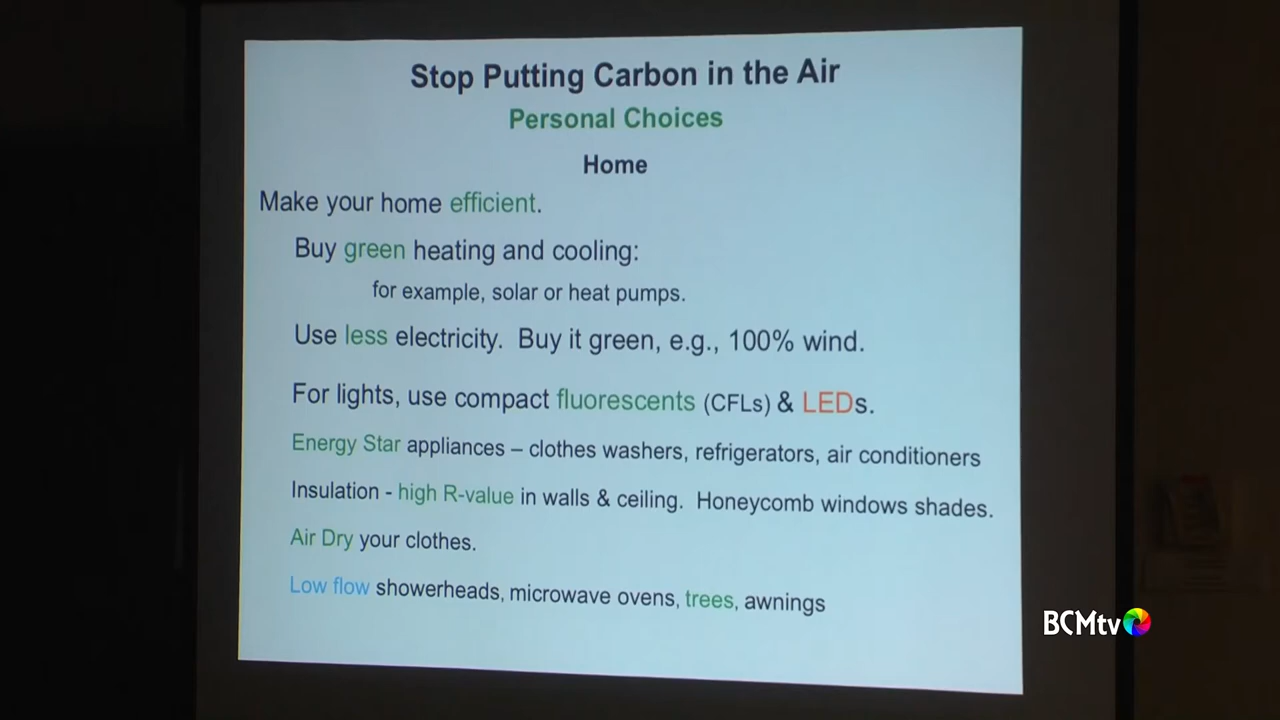 Stop Putting Carbon in the Air
Personal Choices
Home
Make your home efficient.
Buy green heating and cooling:
for example, solar or heat pumps.
Use less electricity. Buy it green, e.g., 100% wind.
For lights, use compact fluorescents (CFLs) & LEDs.
Energy Star appliances – clothes washers, refrigerators, air conditioners
Insulation - high R-value in walls & ceiling. Honeycomb windows shades.
Air Dry your clothes.
Low flow showerheads, microwave ovens, trees, awnings
BCMtv